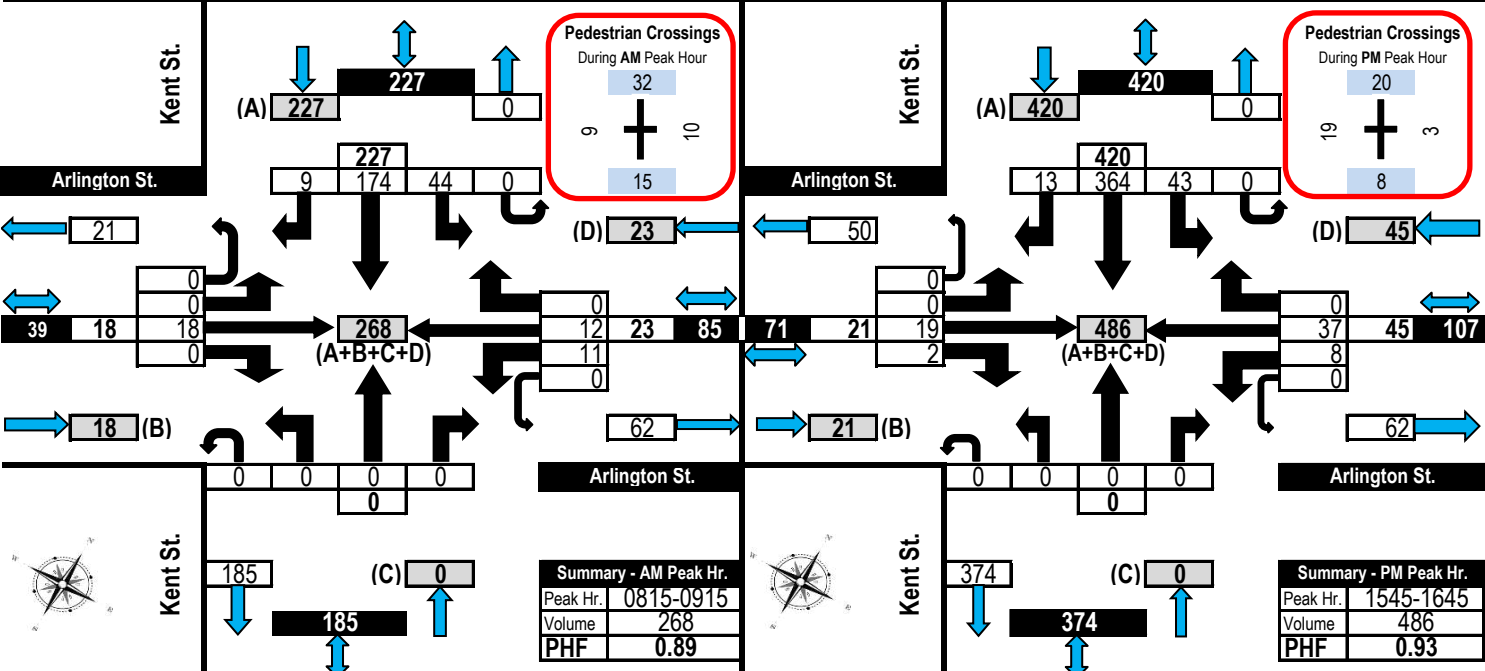 Kent St.
(A)
227
227
0
Pedestrian Crossings
During AM Peak Hour
32
9
10
15
Arlington St.
227
9 174 44 0
21
(D) 23
0
0
39 18 18
0
268
(A+B+C+D)
0
12 23 85
11
0
18 (B)
62
0 0 0 0
0
Arlington St.
Kent St.
185
(C) 0
185
Summary - AM Peak Hr.
Peak Hr. 0815-0915
Volume 268
PHF 0.89
Kent St.
(A)
420
420
0
Pedestrian Crossings
During PM Peak Hour
20
19
3
8
Arlington St.
420
13 364 43 0
50
(D) 45
0
0
71 21 19
2
486
(A+B+C+D)
0
37 45 107
8
0
21 (B)
62
0 0 0 0
0
Arlington St.
Kent St.
374
(C) 0
374
Summary - PM Peak Hr.
Peak Hr. 1545-1645
Volume 486
PHF 0.93